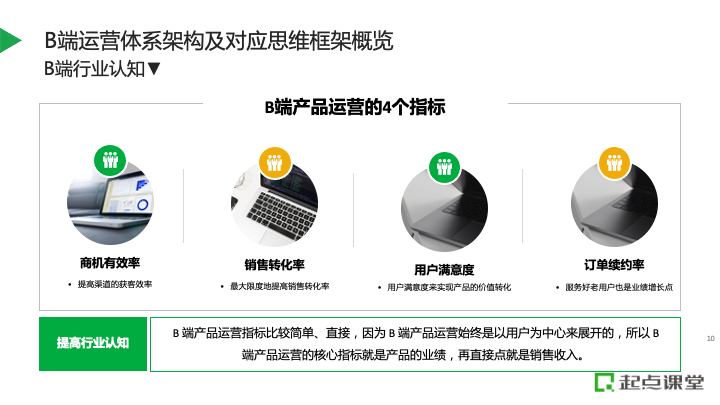 B端运营体系架构及对应思维框架概览
B端行业认知▼
B端产品运营的4个指标
商机有效率
• 提高渠道的获客效率
销售转化率
• 最大限度地提高销售转化率
用户满意度
• 用户满意度来实现产品的价值转化
订单续约率
• 服务好老用户也是业绩增长点
提高行业认知
B 端产品运营指标比较简单、直接，因为 B 端产品运营始终是以用户为中心来展开的，所以 B
端产品运营的核心指标就是产品的业绩，再直接点就是销售收入。
10
起点课堂